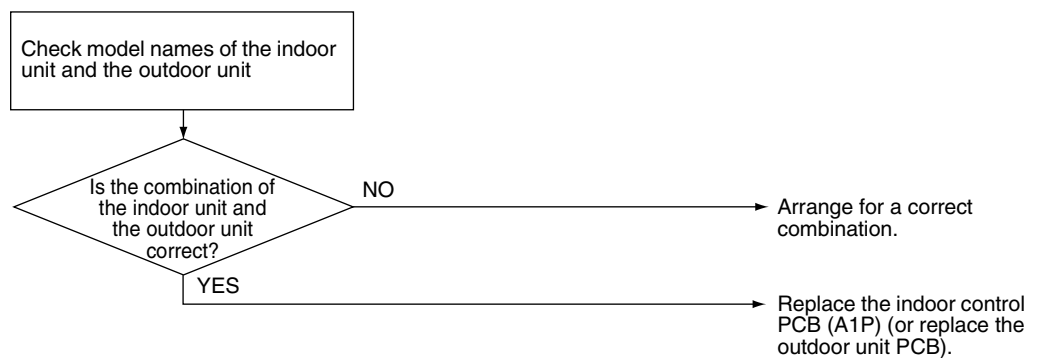 Check model names of the indoor
unit and the outdoor unit
Is the combination of
the indoor unit and
the outdoor unit
correct?
NO
Arrange for a correct
combination.
YES
Replace the indoor control
PCB (A1P) (or replace the
outdoor unit PCB).